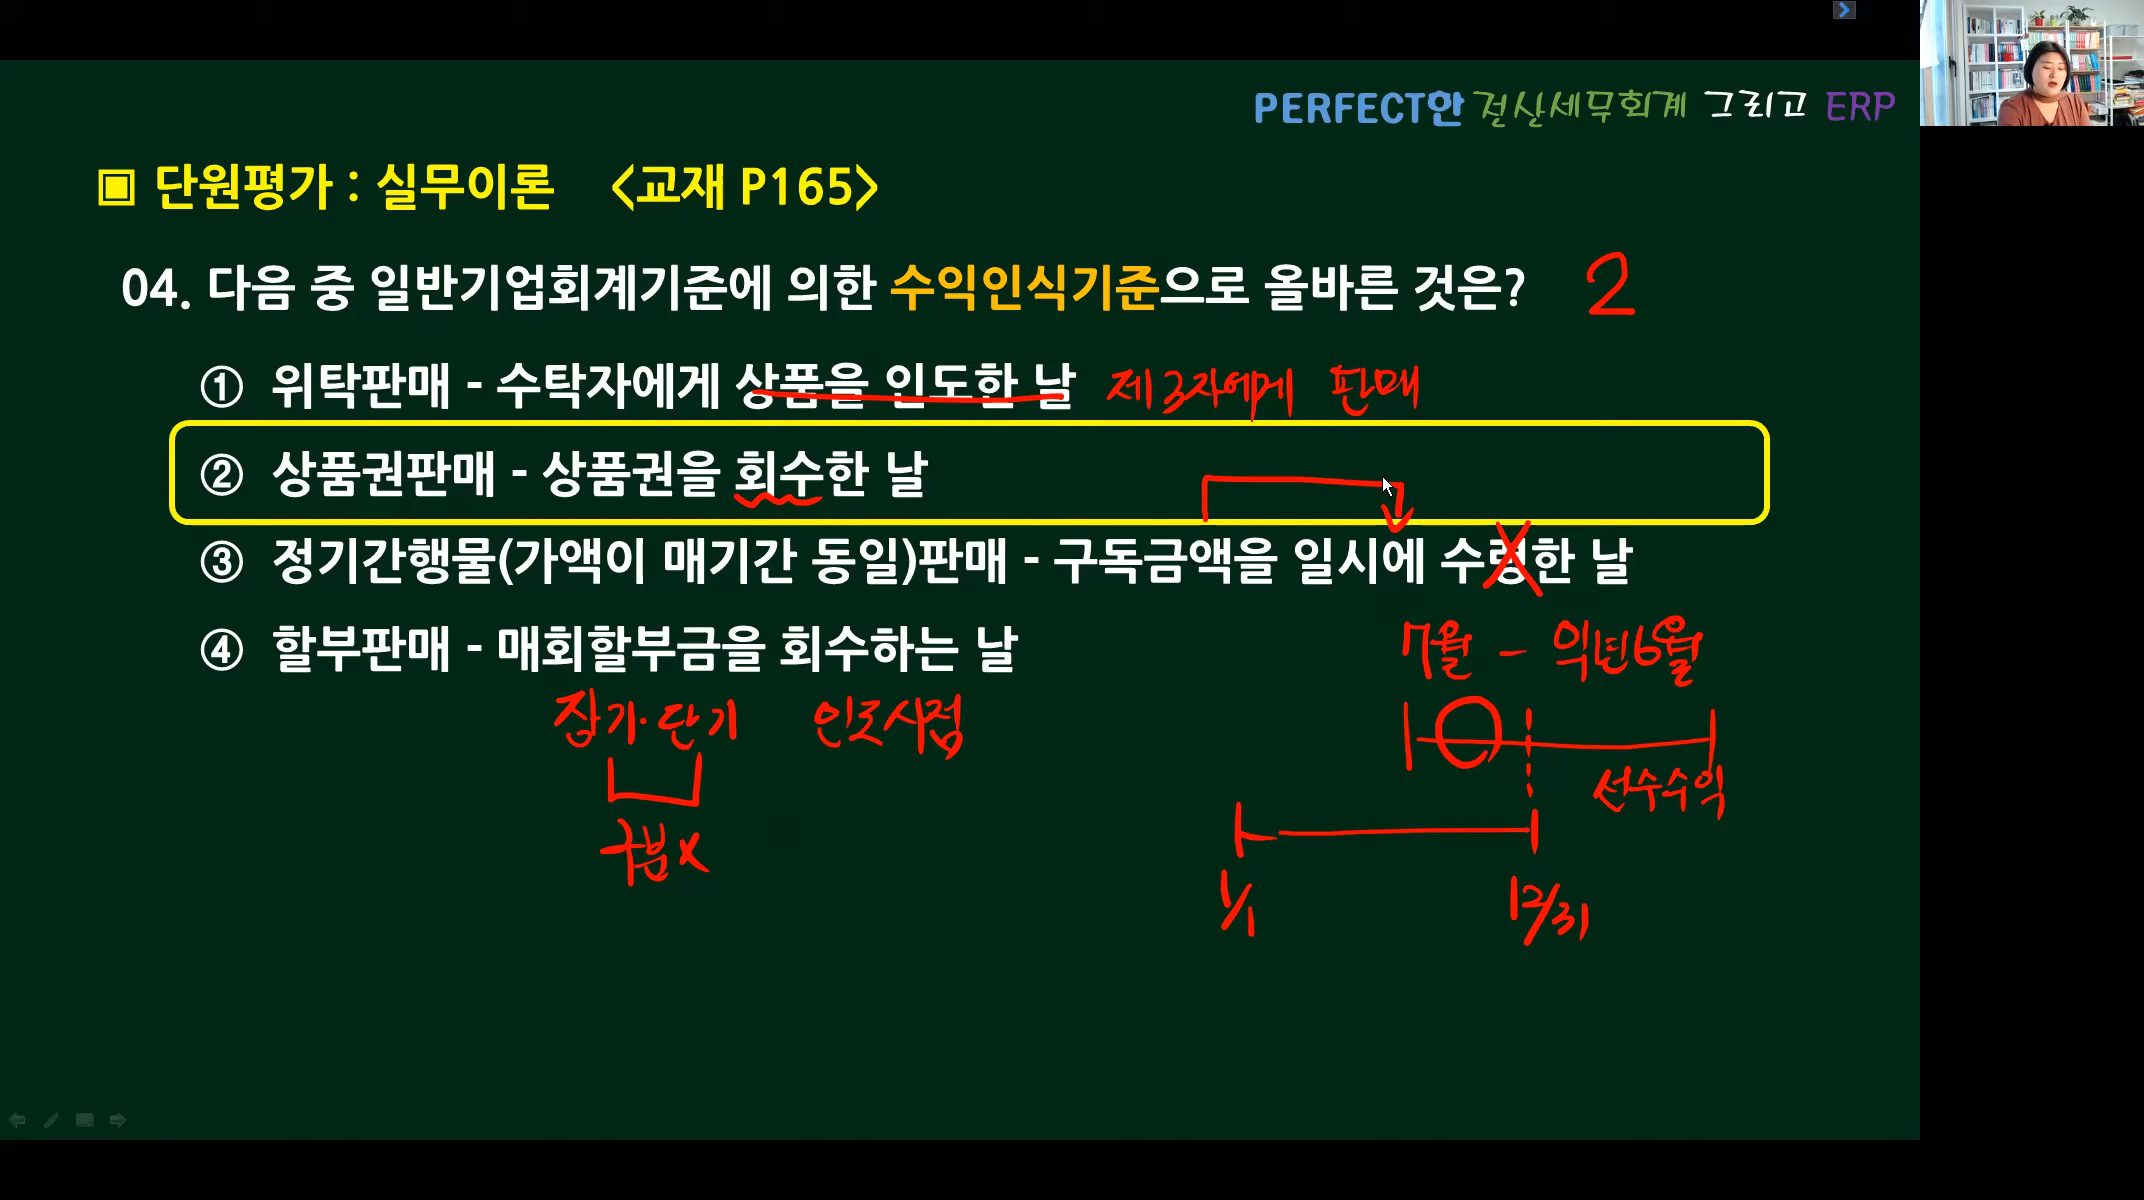 PERFECT한 전산세무회계 그리고 ERP
▣ 단원평가 : 실무이론 <교재 P165>
04. 다음 중 일반기업회계기준에 의한 수익인식기준으로 올바른 것은? 2
① 위탁판매 - 수탁자에게 상품을 인도한 날 제3자에게 판매
② 상품권판매 - 상품권을 회수한 날
③ 정기간행물(가액이 매기간 동일)판매 - 구독금액을 일시에 수령한 날
④ 할부판매 - 매회할부금을 회수하는 날
7월 - 익년6월
장기·단기 인도시점
선수수익
구분X
1/1 12/31